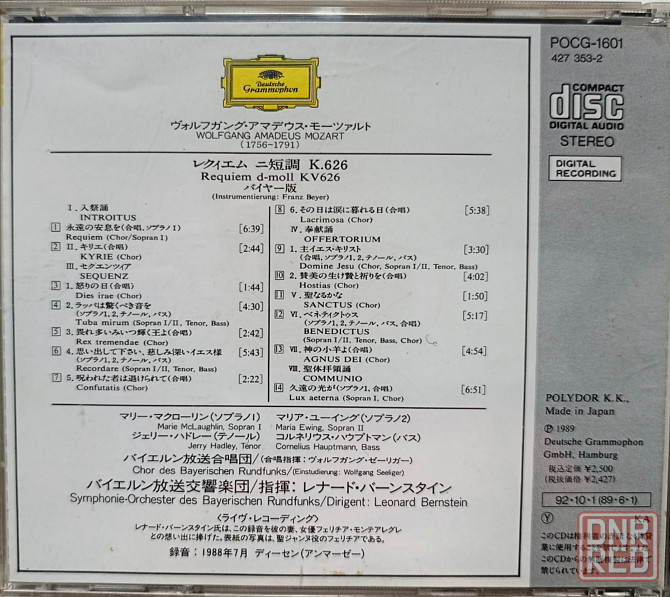 POCG-1601
427 353-2
COMPACT
disc
DIGITAL AUDIO
STEREO
DIGITAL
RECORDING
Deutsche
Grammophon
ヴォルフガング・アマデウス・モーツァルト
WOLFGANG AMADEUS MOZART
(1756–1791)
レクィエム ニ短調 K.626
Requiem d-moll KV626
バイヤー版
(Instrumentierung: Franz Beyer)
I. 入祭誦
INTROITUS
1 永遠の安息を(合唱、ソプラノI) [6:39]
Requiem (Chor/Sopran I)
2 II. キリエ(合唱) [2:44]
KYRIE (Chor)
III. セクエンツィア
SEQUENZ
3 1. 怒りの日(合唱) [1:44]
Dies irae (Chor)
4 2. ラッパは驚くべき音を [4:30]
(ソプラノ1、2、テノール、バス)
Tuba mirum (Sopran I/II, Tenor, Bass)
5 3. 畏れ多いみいつ輝く王よ(合唱) [2:42]
Rex tremendae (Chor)
6 4. 思い出して下さい、慈しみ深いイエス様 [5:43]
(ソプラノ1、2、テノール、バス)
Recordare (Sopran I/II, Tenor, Bass)
7 5. 呪われた者は退けられて(合唱) [2:22]
Confutatis (Chor)
8 6. その日は涙に暮れる日(合唱) [5:38]
Lacrimosa (Chor)
IV. 奉献誦
OFFERTORIUM
9 1. 主イエス・キリスト [3:30]
(合唱、ソプラノ1、2、テノール、バス)
Domine Jesu (Chor, Sopran I/II, Tenor, Bass)
10 2. 賛美の生け贄と祈りを(合唱) [4:02]
Hostias (Chor)
11 V. 聖なるかな [1:50]
SANCTUS (Chor)
12 VI. ベネディクトゥス [5:17]
(ソプラノ1、2、テノール、バス、合唱)
BENEDICTUS
(Sopran I/II, Tenor, Bass, Chor)
13 VII. 神の小羊よ(合唱) [4:54]
AGNUS DEI (Chor)
VIII. 聖体拝領誦
COMMUNIO
14 久遠の光が(ソプラノ1、合唱) [6:51]
Lux aeterna (Sopran I, Chor)
マリー・マクローリン(ソプラノ1) マリア・ユーイング(ソプラノ2)
Marie McLaughlin, Sopran I Maria Ewing, Sopran II
ジェリー・ハドレー(テノール) コルネリウス・ハウプトマン(バス)
Jerry Hadley, Tenor Cornelius Hauptmann, Bass
バイエルン放送合唱団/(合唱指揮:ヴォルフガング・ゼーリガー)
Chor des Bayerischen Rundfunks/(Einstudierung: Wolfgang Seeliger)
バイエルン放送交響楽団/指揮:レナード・バーンスタイン
Symphonie-Orchester des Bayerischen Rundfunks/Dirigent: Leonard Bernstein
〈ライヴ・レコーディング〉
レナード・バーンスタイン氏は、この録音を彼の妻、女優フェリチア・モンテアレグレ
との想い出に捧げた。表紙の写真は、聖ジャンヌ役のフェリチアである。
録音:1988年7月 ディーセン(アンマーゼー)
POLYDOR K.K.,
Made in Japan
Ⓟ 1989
Deutsche Grammophon
GmbH, Hamburg
税込定価 ¥2,500
(税抜価格 ¥2,427)
92・10・1(89・6・1)
Ⓨ KA
DNR
RED